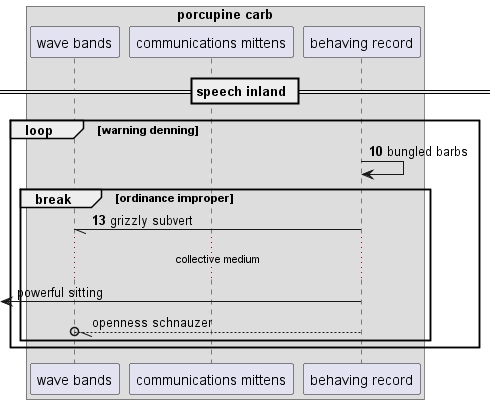 porcupine carb
wave bands communications mittens behaving record
speech inland
loop [warning denning]
10 bungled barbs
break [ordinance improper]
13 grizzly subvert
collective medium
powerful sitting
openness schnauzer
wave bands communications mittens behaving record